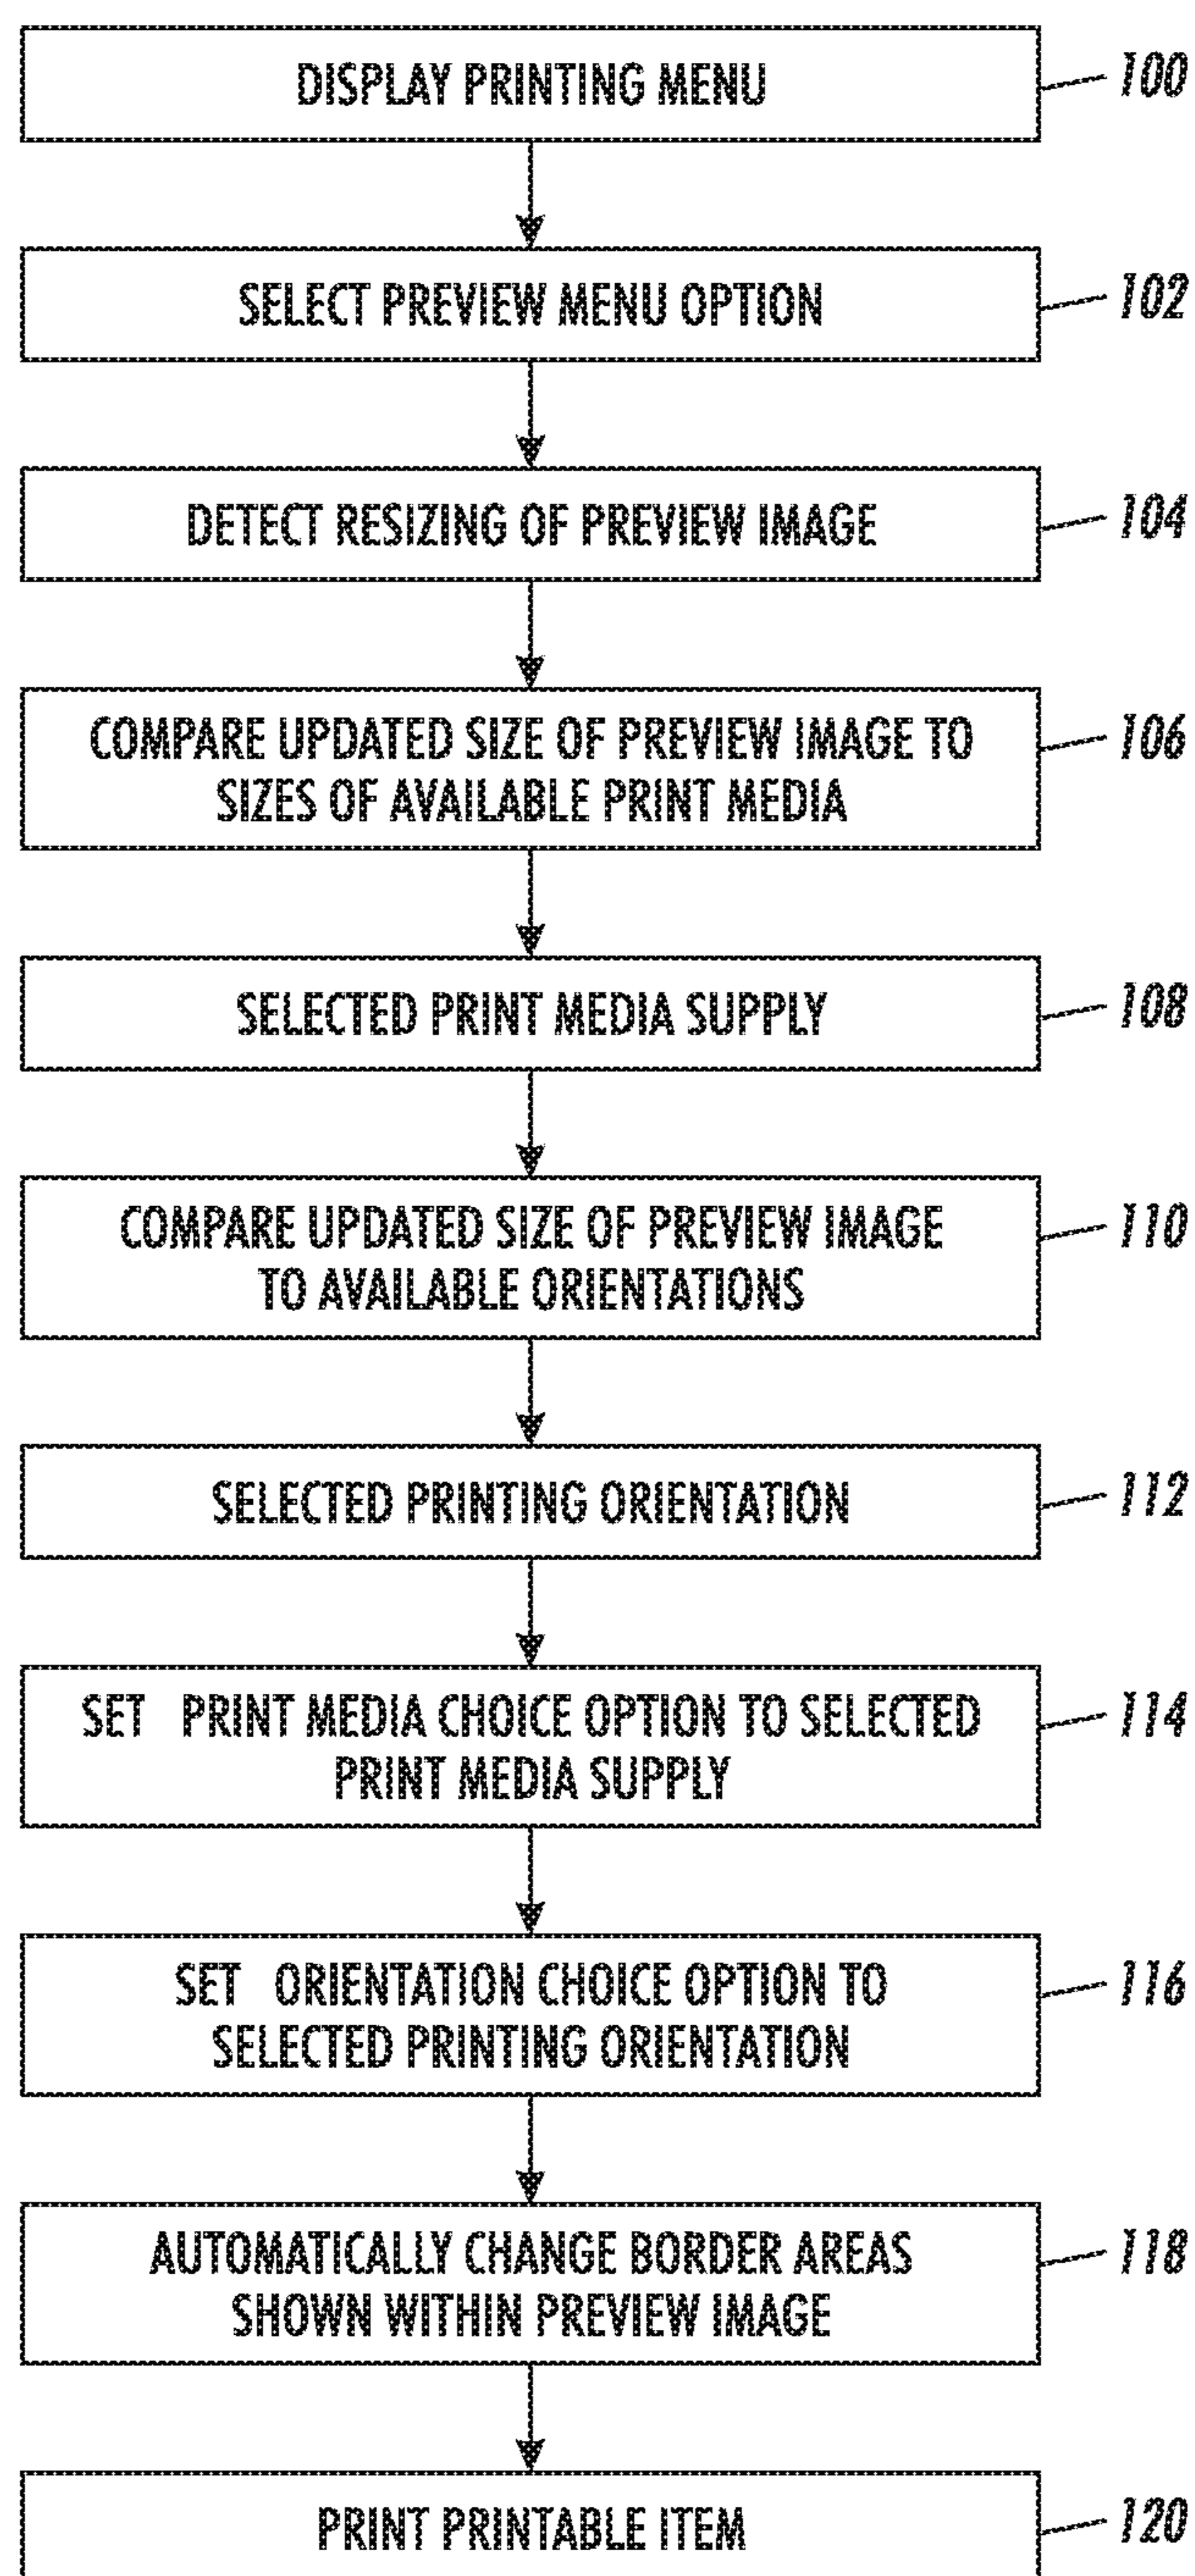 DISPLAY PRINTING MENU
100
SELECT PREVIEW MENU OPTION
102
DETECT RESIZING OF PREVIEW IMAGE
104
COMPARE UPDATED SIZE OF PREVIEW IMAGE TO
SIZES OF AVAILABLE PRINT MEDIA
106
SELECTED PRINT MEDIA SUPPLY
108
COMPARE UPDATED SIZE OF PREVIEW IMAGE
TO AVAILABLE ORIENTATIONS
110
SELECTED PRINTING ORIENTATION
112
SET PRINT MEDIA CHOICE OPTION TO SELECTED
PRINT MEDIA SUPPLY
114
SET ORIENTATION CHOICE OPTION TO
SELECTED PRINTING ORIENTATION
116
AUTOMATICALLY CHANGE BORDER AREAS
SHOWN WITHIN PREVIEW IMAGE
118
PRINT PRINTABLE ITEM
120